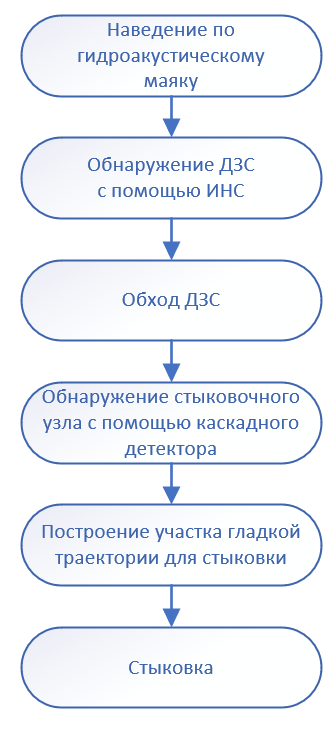 Наведение по
гидроакустическому
маяку
Обнаружение ДЗС
с помощью ИНС
Обход ДЗС
Обнаружение стыковочного
узла с помощью каскадного
детектора
Построение участка гладкой
траектории для стыковки
Стыковка